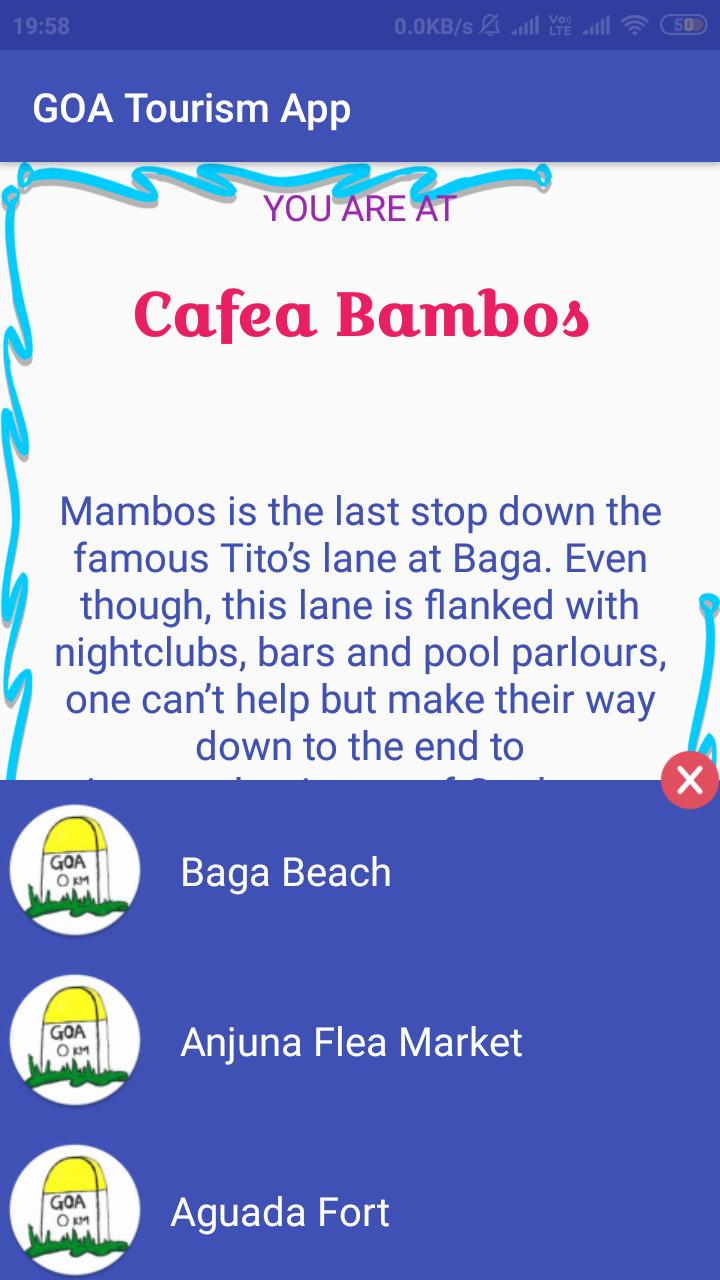 19:58
0.0KB/s
Vo))
LTE
50
GOA Tourism App
YOU ARE AT
Cafea Bambos
Mambos is the last stop down the
famous Tito’s lane at Baga. Even
though, this lane is flanked with
nightclubs, bars and pool parlours,
one can’t help but make their way
down to the end to
GOA
0 KM
Baga Beach
GOA
0 KM
Anjuna Flea Market
GOA
0 KM
Aguada Fort